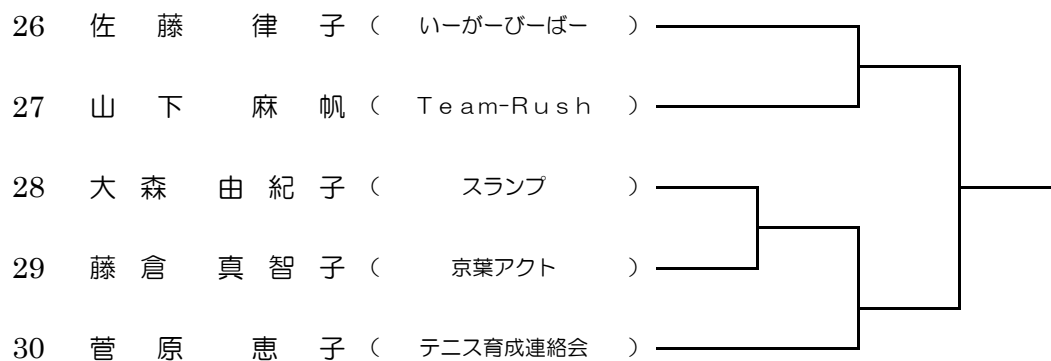 26 佐藤 律子 （ いーがーびーばー ）
27 山下 麻帆 （ Team-Rush ）
28 大森 由紀子 （ スランプ ）
29 藤倉 真智子 （ 京葉アクト ）
30 菅原 恵子 （ テニス育成連絡会 ）